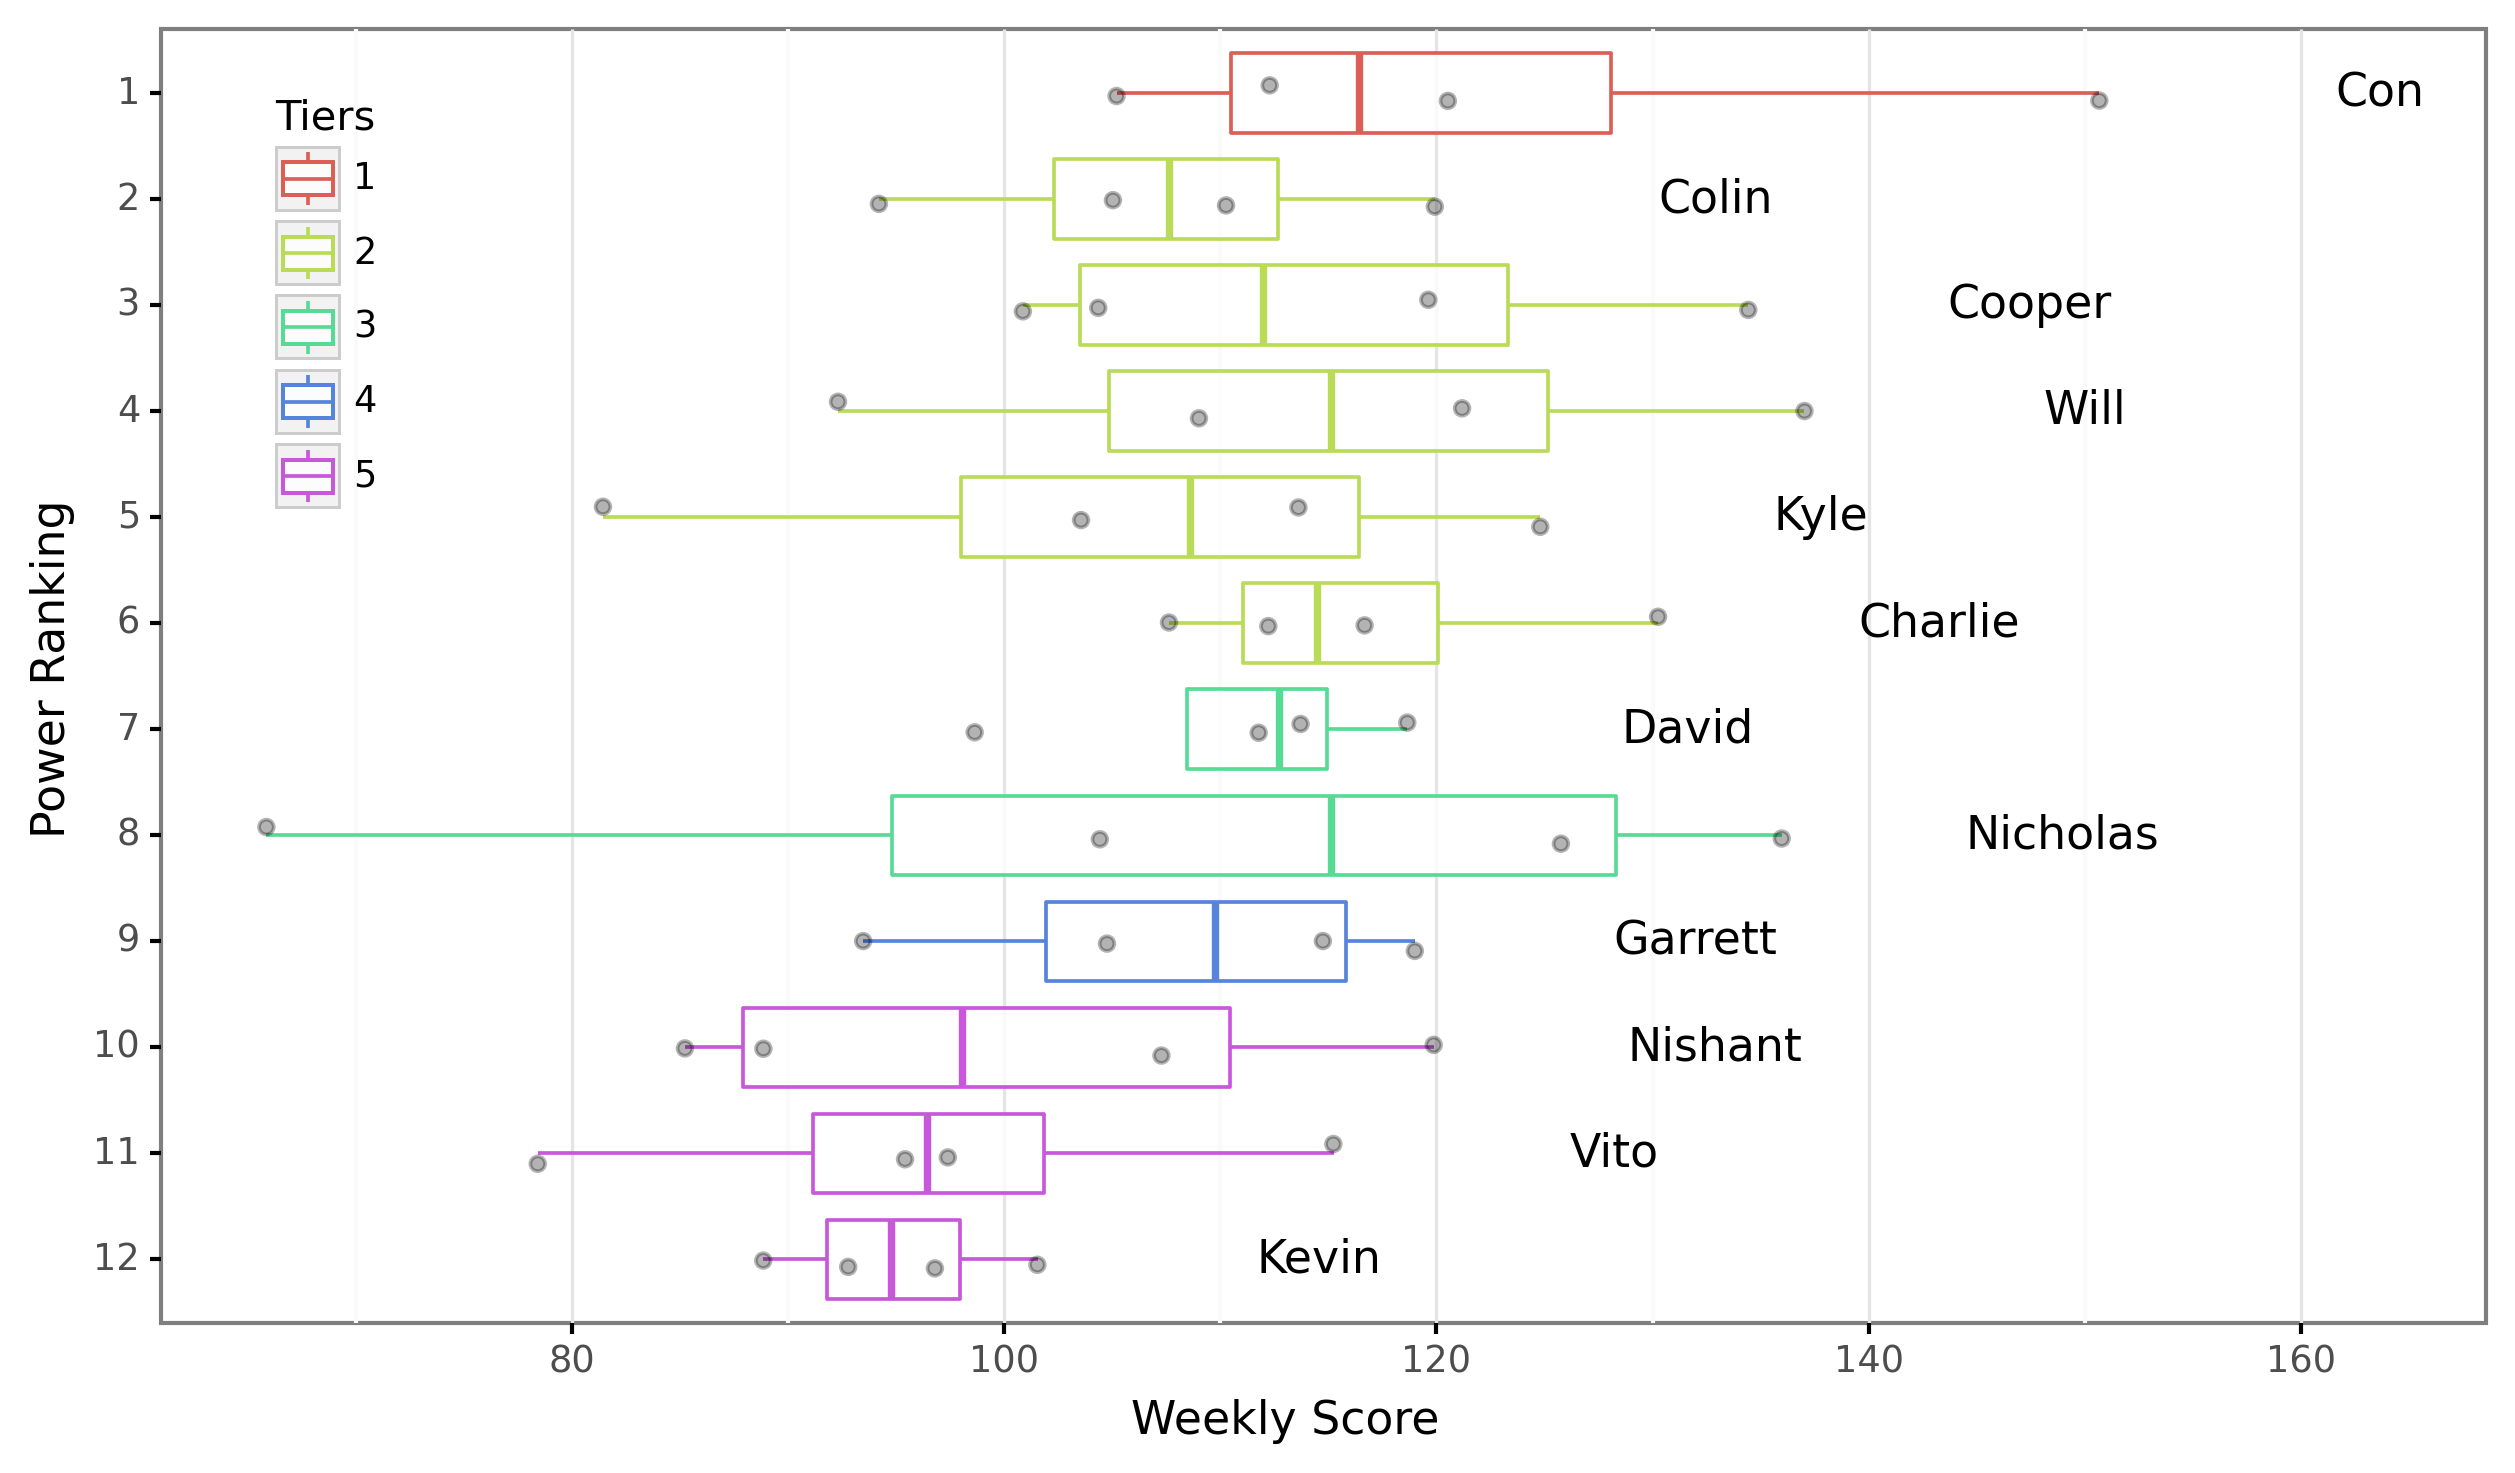 Tiers
1
2
3
4
5
Power Ranking
1
2
3
4
5
6
7
8
9
10
11
12
Con
Colin
Cooper
Will
Kyle
Charlie
David
Nicholas
Garrett
Nishant
Vito
Kevin
80 100 120 140 160
Weekly Score